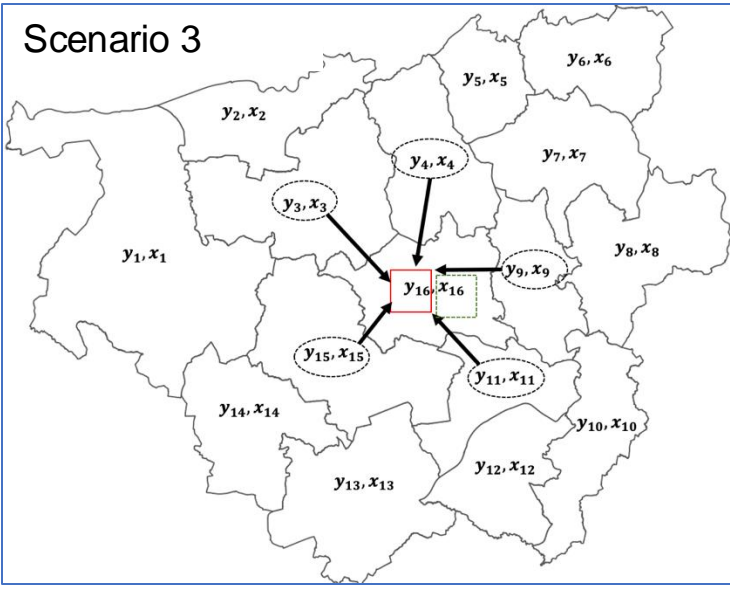 Scenario 3
y₆, x₆
y₅, x₅
y₂, x₂
y₄, x₄
y₇, x₇
y₃, x₃
y₁, x₁
y₈, x₈
y₉, x₉
y₁₆, x₁₆
y₁₅, x₁₅
y₁₁, x₁₁
y₁₄, x₁₄
y₁₀, x₁₀
y₁₂, x₁₂
y₁₃, x₁₃